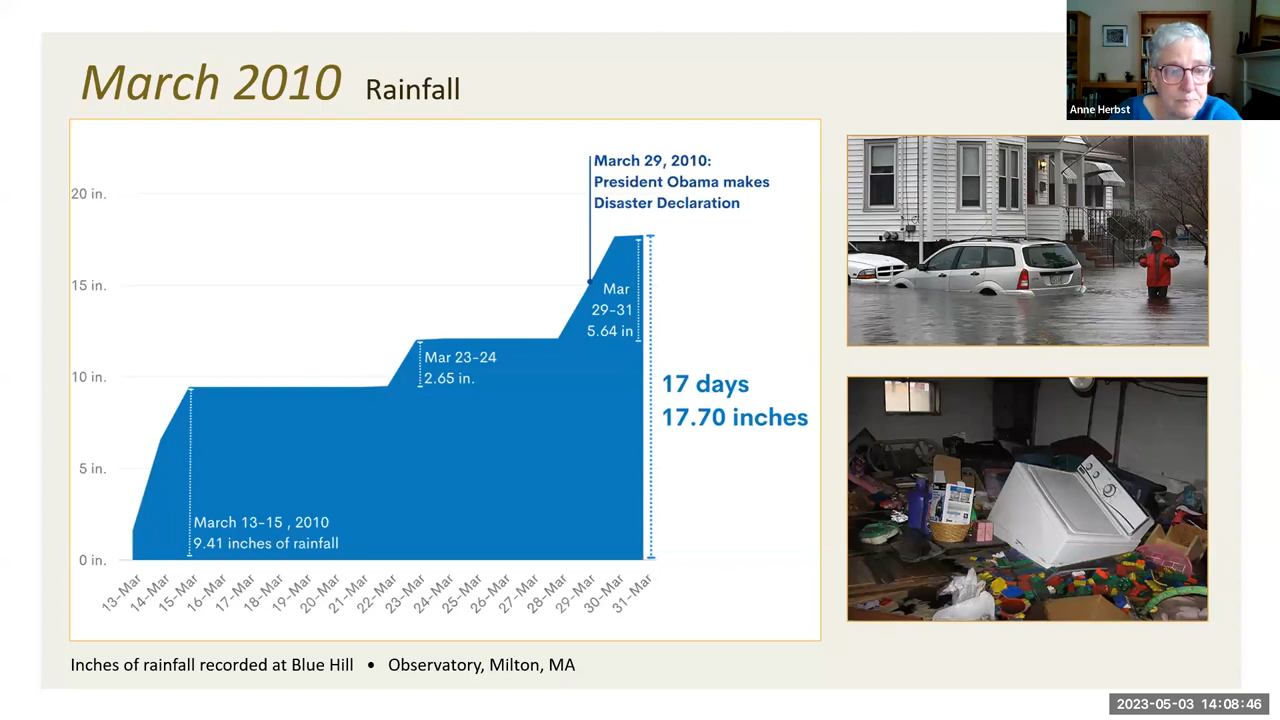 March 2010 Rainfall
Anne Herbst
March 29, 2010:
President Obama makes
Disaster Declaration
20 in.
15 in.
10 in.
5 in.
0 in.
Mar
29-31
5.64 in
Mar 23-24
2.65 in.
17 days
17.70 inches
March 13-15 , 2010
9.41 inches of rainfall
13-Mar
14-Mar
15-Mar
16-Mar
17-Mar
18-Mar
19-Mar
20-Mar
21-Mar
22-Mar
23-Mar
24-Mar
25-Mar
26-Mar
27-Mar
28-Mar
29-Mar
30-Mar
31-Mar
Inches of rainfall recorded at Blue Hill • Observatory, Milton, MA
2023-05-03 14:08:46